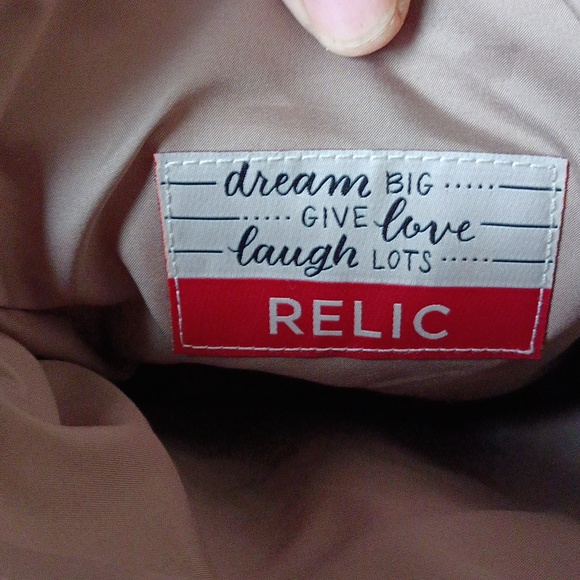 dream BIG
GIVE love
laugh LOTS
RELIC